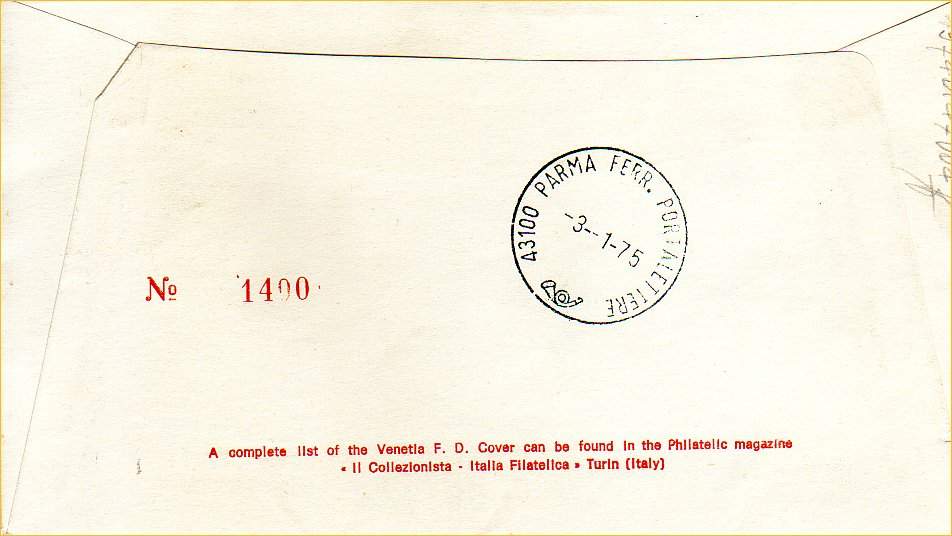 43100 PARMA FERR. PORTALETTERE
-3--1-75
№ 1400
A complete list of the Venetia F. D. Cover can be found in the Philatelic magazine
« Il Collezionista - Italia Filatelica » Turin (Italy)